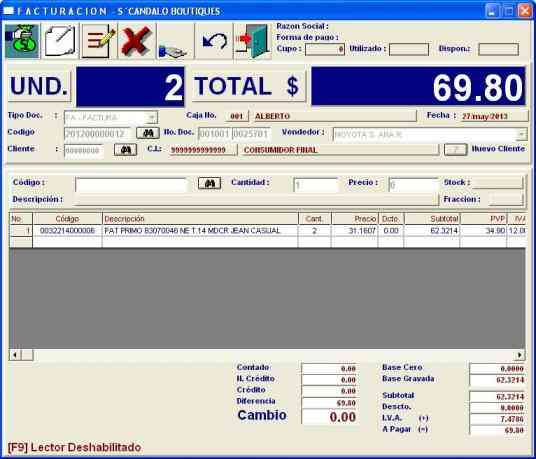 FACTURACION - S´CANDALO BOUTIQUES
Razon Social :
Forma de pago :
Cupo : 0 Utilizado : Dispon.:
UND. 2 TOTAL $ 69.80
Tipo Doc. : FA - FACTURA Caja No. 001 ALBERTO Fecha : 27/may/2013
Codigo 201200000012 No. Doc. 001001 0025701 Vendedor : NOYOTA S. ANA R.
Cliente : 00000000 C.I.: 9999999999999 CONSUMIDOR FINAL ? Nuevo Cliente
Código : Cantidad : 1 Precio : 0 Stock :
Descripción : Fraccion :
No. Código Descripción Cant. Precio Dcto. Subtotal PVP IVA
1 0032214000006 PAT PRIMO 83070046 NE T.14 MDCR JEAN CASUAL 2 31.1607 0.00 62.3214 34.90 12.00
Contado 0.00 Base Cero 0.0000
N. Crédito 0.00 Base Gravada 62.3214
Crédito 0.00 Subtotal 62.3214
Diferencia 69.80 Descto. 0.0000
Cambio 0.00 I.V.A. (+) 7.4786
A Pagar (=) 69.80
[F9] Lector Deshabilitado